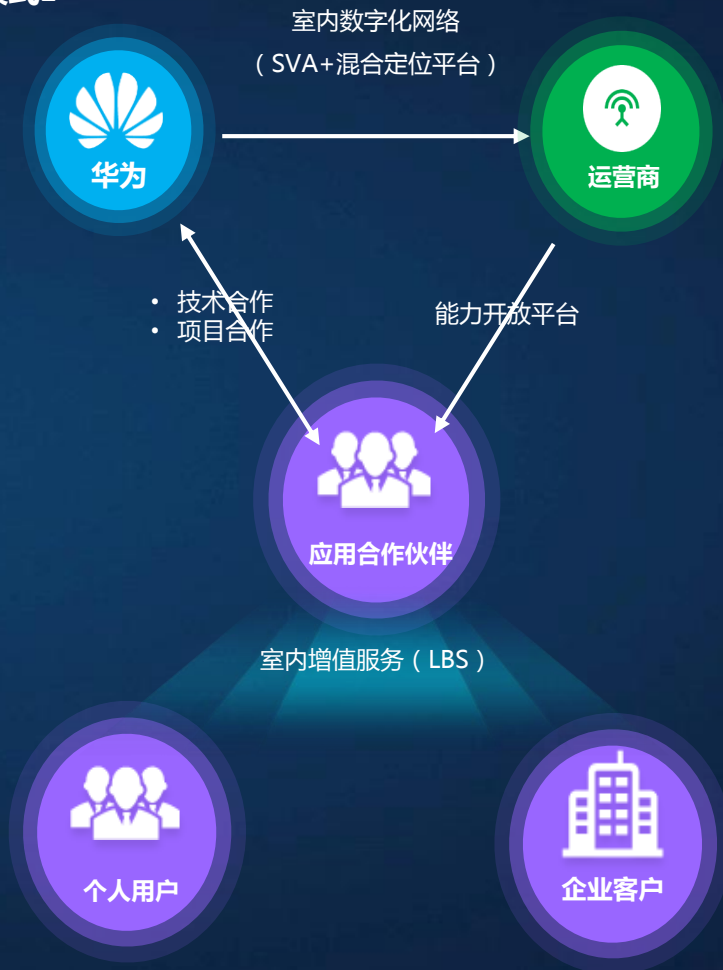 室内数字化网络
（SVA+混合定位平台）
华为
运营商
• 技术合作
• 项目合作
能力开放平台
应用合作伙伴
室内增值服务（LBS）
个人用户
企业客户